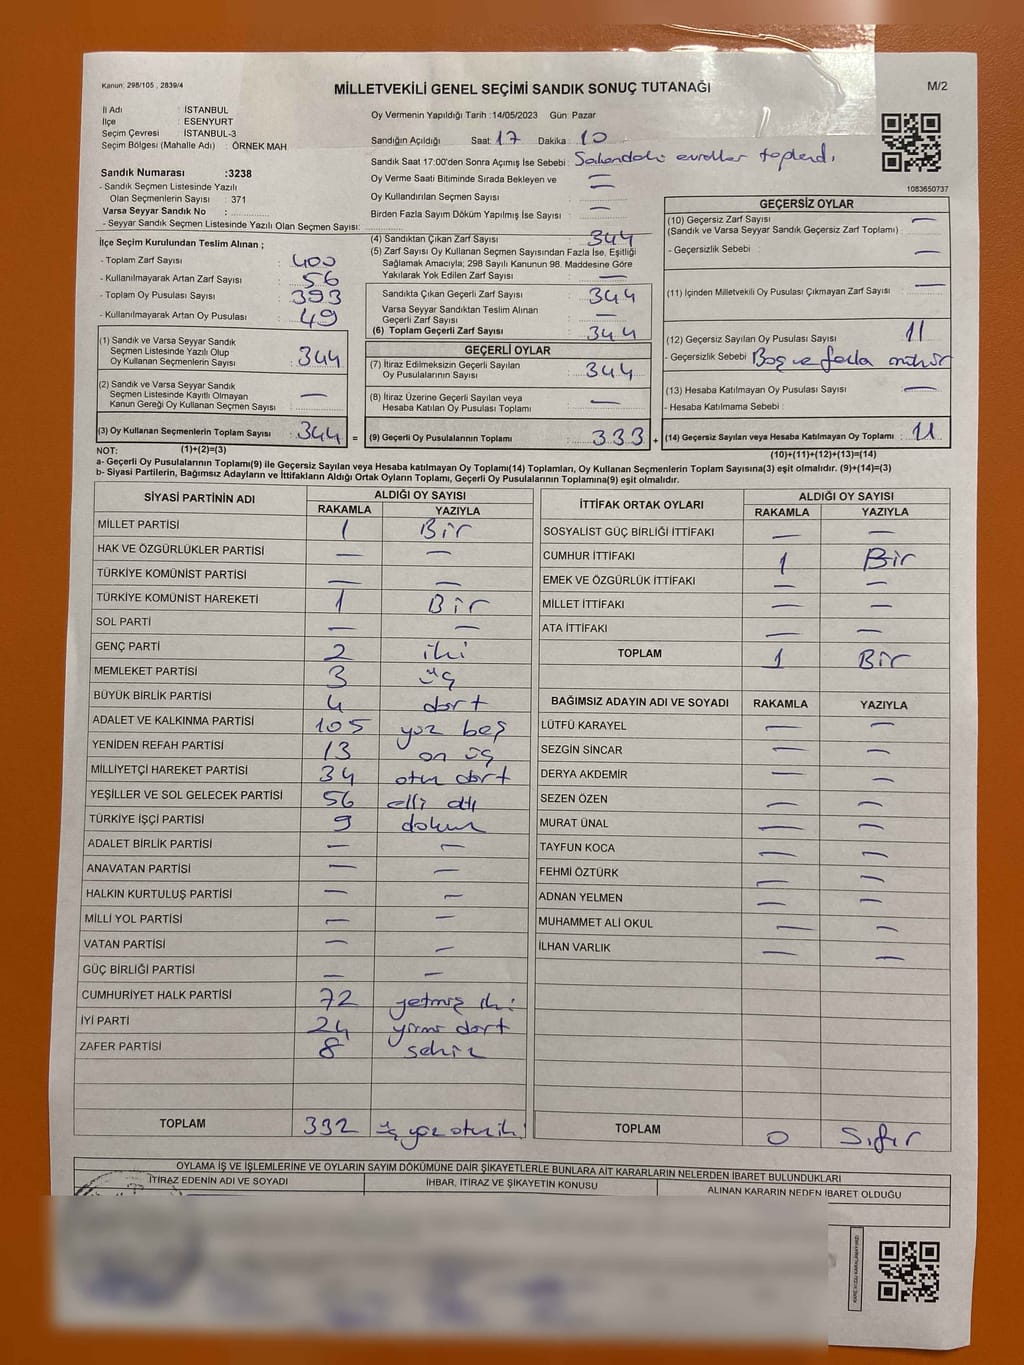 Kanun: 298/105 , 2839/4
MİLLETVEKİLİ GENEL SEÇİMİ SANDIK SONUÇ TUTANAĞI
M/2
İl Adı : İSTANBUL
İlçe : ESENYURT
Seçim Çevresi : İSTANBUL-3
Seçim Bölgesi (Mahalle Adı) : ÖRNEK MAH
Oy Vermenin Yapıldığı Tarih :14/05/2023 Gün: Pazar
Sandığın Açıldığı Saat: 17 Dakika : 10
Sandık Saat 17:00'den Sonra Açımış İse Sebebi : Sakandaki evraklar toplandı
Oy Verme Saati Bitiminde Sırada Bekleyen ve : —
Oy Kullandırılan Seçmen Sayısı : —
Birden Fazla Sayım Döküm Yapılmış İse Sayısı : —
1083650737
Sandık Numarası :3238
- Sandık Seçmen Listesinde Yazılı
Olan Seçmenlerin Sayısı : 371
Varsa Seyyar Sandık No :
- Seyyar Sandık Seçmen Listesinde Yazılı Olan Seçmen Sayısı:
İlçe Seçim Kurulundan Teslim Alınan ;
- Toplam Zarf Sayısı : 400
- Kullanılmayarak Artan Zarf Sayısı : 56
- Toplam Oy Pusulası Sayısı : 393
- Kullanılmayarak Artan Oy Pusulası : 49
(1) Sandık ve Varsa Seyyar Sandık
Seçmen Listesinde Yazılı Olup
Oy Kullanan Seçmenlerin Sayısı : 344
(2) Sandık ve Varsa Seyyar Sandık
Seçmen Listesinde Kayıtlı Olmayan
Kanun Gereği Oy Kullanan Seçmen Sayısı : —
(3) Oy Kullanan Seçmenlerin Toplam Sayısı : 344 =
(4) Sandıktan Çıkan Zarf Sayısı : 344
(5) Zarf Sayısı Oy Kullanan Seçmen Sayısından Fazla İse, Eşitliği
Sağlamak Amacıyla; 298 Sayılı Kanunun 98. Maddesine Göre
Yakılarak Yok Edilen Zarf Sayısı : —
Sandıkta Çıkan Geçerli Zarf Sayısı : 344
Varsa Seyyar Sandıktan Teslim Alınan
Geçerli Zarf Sayısı : —
(6) Toplam Geçerli Zarf Sayısı : 344
GEÇERLİ OYLAR
(7) İtiraz Edilmeksizin Geçerli Sayılan
Oy Pusulalarının Sayısı : 344
(8) İtiraz Üzerine Geçerli Sayılan veya
Hesaba Katılan Oy Pusulası Toplamı : —
(9) Geçerli Oy Pusulalarının Toplamı : 333 +
GEÇERSİZ OYLAR
(10) Geçersiz Zarf Sayısı : —
(Sandık ve Varsa Seyyar Sandık Geçersiz Zarf Toplamı)
- Geçersizlik Sebebi : —
(11) İçinden Milletvekili Oy Pusulası Çıkmayan Zarf Sayısı : —
(12) Geçersiz Sayılan Oy Pusulası Sayısı : 11
- Geçersizlik Sebebi : Boş ve fazla mühür
(13) Hesaba Katılmayan Oy Pusulası Sayısı : —
- Hesaba Katılmama Sebebi :
(14) Geçersiz Sayılan veya Hesaba Katılmayan Oy Toplamı : 11
NOT: (1)+(2)=(3)
(10)+(11)+(12)+(13)=(14)
a- Geçerli Oy Pusulalarının Toplamı(9) ile Geçersiz Sayılan veya Hesaba katılmayan Oy Toplamı(14) Toplamları, Oy Kullanan Seçmenlerin Toplam Sayısına(3) eşit olmalıdır. (9)+(14)=(3)
b- Siyasi Partilerin, Bağımsız Adayların ve İttifakların Aldığı Ortak Oyların Toplamı, Geçerli Oy Pusulalarının Toplamına(9) eşit olmalıdır.
SİYASİ PARTİNİN ADI ALDIĞI OY SAYISI
RAKAMLA YAZIYLA
MİLLET PARTİSİ 1 Bir
HAK VE ÖZGÜRLÜKLER PARTİSİ — —
TÜRKİYE KOMÜNİST PARTİSİ — —
TÜRKİYE KOMÜNİST HAREKETİ 1 Bir
SOL PARTİ — —
GENÇ PARTİ 2 iki
MEMLEKET PARTİSİ 3 üç
BÜYÜK BİRLİK PARTİSİ 4 dört
ADALET VE KALKINMA PARTİSİ 105 yüz beş
YENİDEN REFAH PARTİSİ 13 on üç
MİLLİYETÇİ HAREKET PARTİSİ 34 otuz dört
YEŞİLLER VE SOL GELECEK PARTİSİ 56 elli altı
TÜRKİYE İŞÇİ PARTİSİ 9 dokuz
ADALET BİRLİK PARTİSİ — —
ANAVATAN PARTİSİ — —
HALKIN KURTULUŞ PARTİSİ — —
MİLLİ YOL PARTİSİ — —
VATAN PARTİSİ — —
GÜÇ BİRLİĞİ PARTİSİ — —
CUMHURİYET HALK PARTİSİ 72 yetmiş iki
İYİ PARTİ 24 yirmi dört
ZAFER PARTİSİ 8 sekiz
TOPLAM 332 üç yüz otuz iki
İTTİFAK ORTAK OYLARI ALDIĞI OY SAYISI
RAKAMLA YAZIYLA
SOSYALİST GÜÇ BİRLİĞİ İTTİFAKI — —
CUMHUR İTTİFAKI 1 Bir
EMEK VE ÖZGÜRLÜK İTTİFAKI — —
MİLLET İTTİFAKI — —
ATA İTTİFAKI — —
TOPLAM 1 Bir
BAĞIMSIZ ADAYIN ADI VE SOYADI RAKAMLA YAZIYLA
LÜTFÜ KARAYEL — —
SEZGİN SİNCAR — —
DERYA AKDEMİR — —
SEZEN ÖZEN — —
MURAT ÜNAL — —
TAYFUN KOCA — —
FEHMİ ÖZTÜRK — —
ADNAN YELMEN — —
MUHAMMET ALİ OKUL — —
İLHAN VARLIK — —
TOPLAM 0 Sıfır
OYLAMA İŞ VE İŞLEMLERİNE VE OYLARIN SAYIM DÖKÜMÜNE DAİR ŞİKAYETLERLE BUNLARA AİT KARARLARIN NELERDEN İBARET BULUNDUKLARI
İTİRAZ EDENİN ADI VE SOYADI
İHBAR, İTİRAZ VE ŞİKAYETİN KONUSU
ALINAN KARARIN NEDEN İBARET OLDUĞU